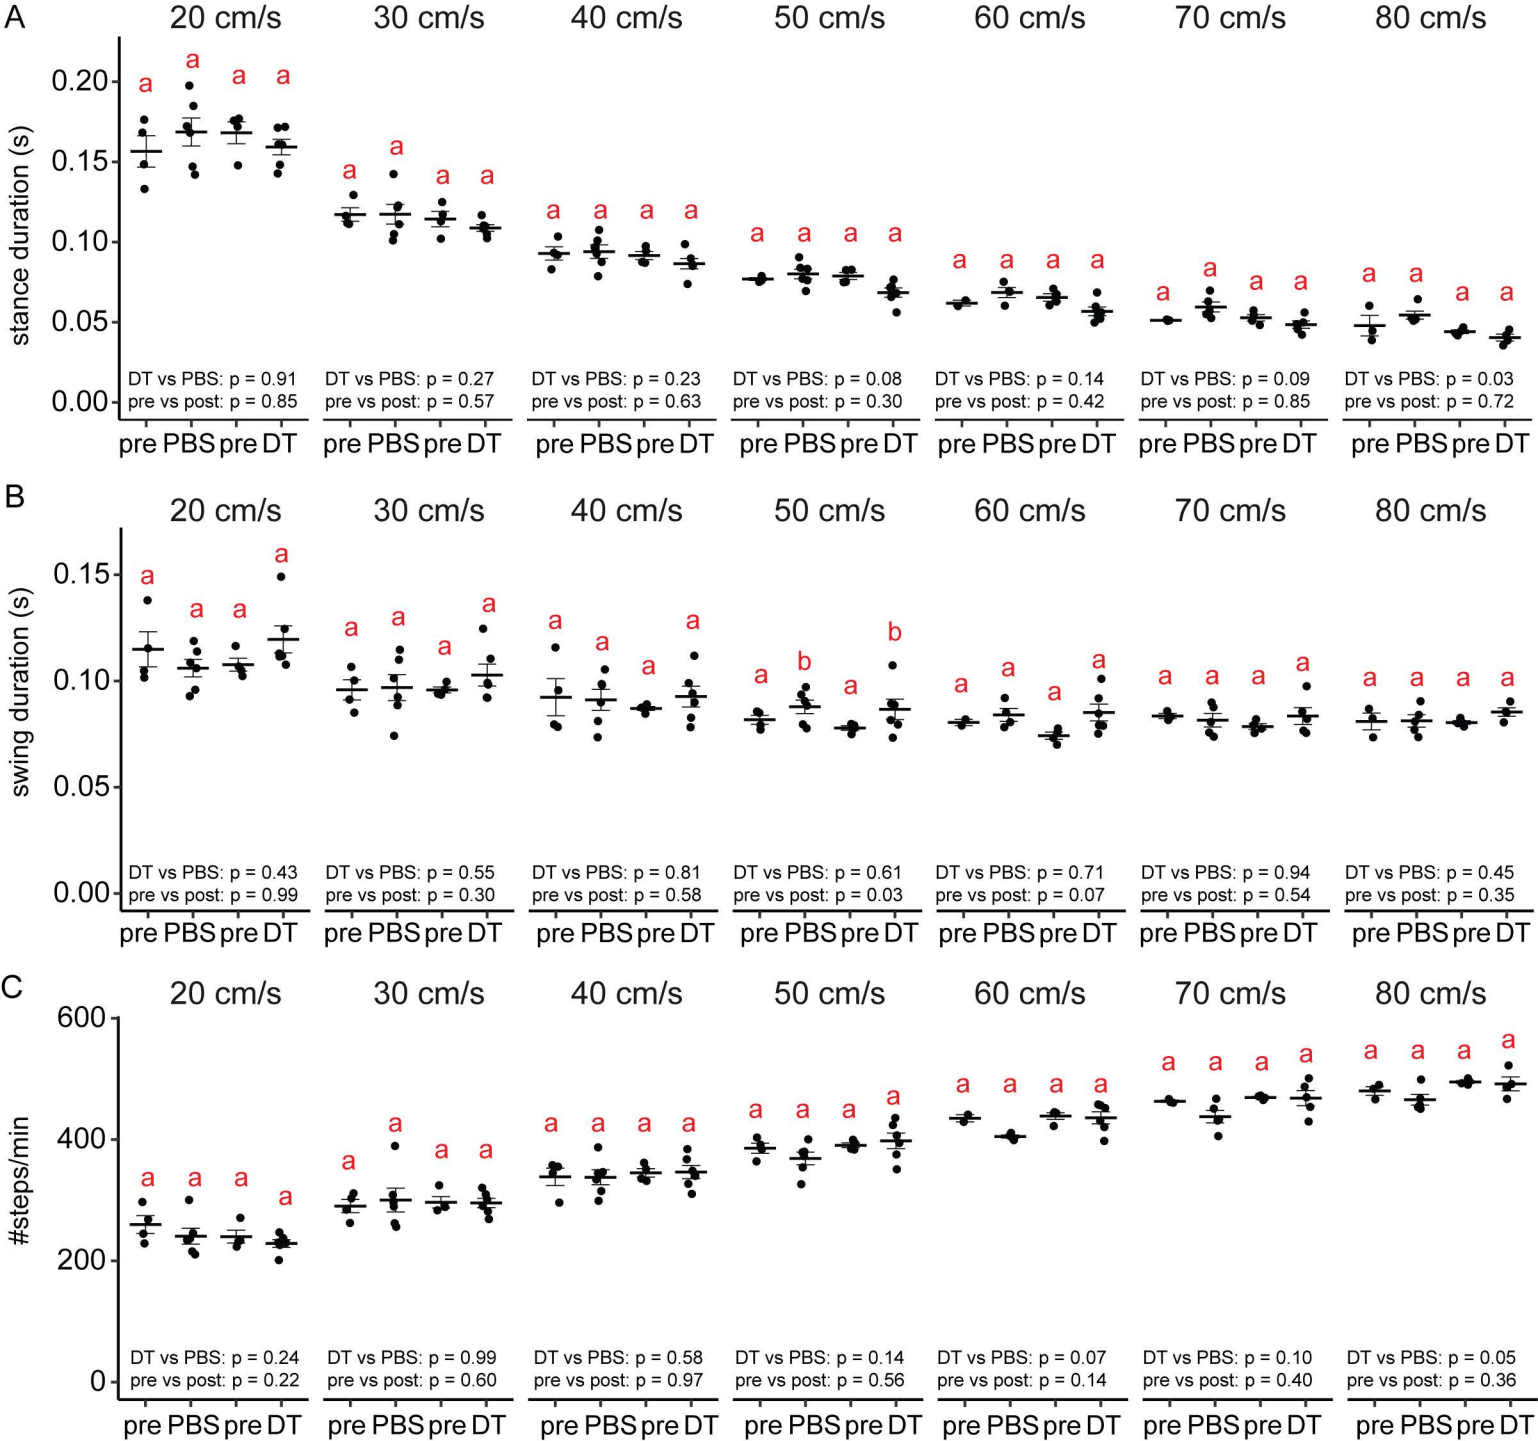 A
20 cm/s 30 cm/s 40 cm/s 50 cm/s 60 cm/s 70 cm/s 80 cm/s
stance duration (s)
0.20
0.15
0.10
0.05
0.00
a a a a a a a a a a a a a a a a a a a a a a a a a a a a
DT vs PBS: p = 0.91 DT vs PBS: p = 0.27 DT vs PBS: p = 0.23 DT vs PBS: p = 0.08 DT vs PBS: p = 0.14 DT vs PBS: p = 0.09 DT vs PBS: p = 0.03
pre vs post: p = 0.85 pre vs post: p = 0.57 pre vs post: p = 0.63 pre vs post: p = 0.30 pre vs post: p = 0.42 pre vs post: p = 0.85 pre vs post: p = 0.72
pre PBS pre DT pre PBS pre DT pre PBS pre DT pre PBS pre DT pre PBS pre DT pre PBS pre DT pre PBS pre DT
B
20 cm/s 30 cm/s 40 cm/s 50 cm/s 60 cm/s 70 cm/s 80 cm/s
swing duration (s)
0.15
0.10
0.05
0.00
a a a a a a a a a a a a a b a b a a a a a a a a a a a a
DT vs PBS: p = 0.43 DT vs PBS: p = 0.55 DT vs PBS: p = 0.81 DT vs PBS: p = 0.61 DT vs PBS: p = 0.71 DT vs PBS: p = 0.94 DT vs PBS: p = 0.45
pre vs post: p = 0.99 pre vs post: p = 0.30 pre vs post: p = 0.58 pre vs post: p = 0.03 pre vs post: p = 0.07 pre vs post: p = 0.54 pre vs post: p = 0.35
pre PBS pre DT pre PBS pre DT pre PBS pre DT pre PBS pre DT pre PBS pre DT pre PBS pre DT pre PBS pre DT
C
20 cm/s 30 cm/s 40 cm/s 50 cm/s 60 cm/s 70 cm/s 80 cm/s
#steps/min
600
400
200
0
a a a a a a a a a a a a a a a a a a a a a a a a a a a a
DT vs PBS: p = 0.24 DT vs PBS: p = 0.99 DT vs PBS: p = 0.58 DT vs PBS: p = 0.14 DT vs PBS: p = 0.07 DT vs PBS: p = 0.10 DT vs PBS: p = 0.05
pre vs post: p = 0.22 pre vs post: p = 0.60 pre vs post: p = 0.97 pre vs post: p = 0.56 pre vs post: p = 0.14 pre vs post: p = 0.40 pre vs post: p = 0.36
pre PBS pre DT pre PBS pre DT pre PBS pre DT pre PBS pre DT pre PBS pre DT pre PBS pre DT pre PBS pre DT